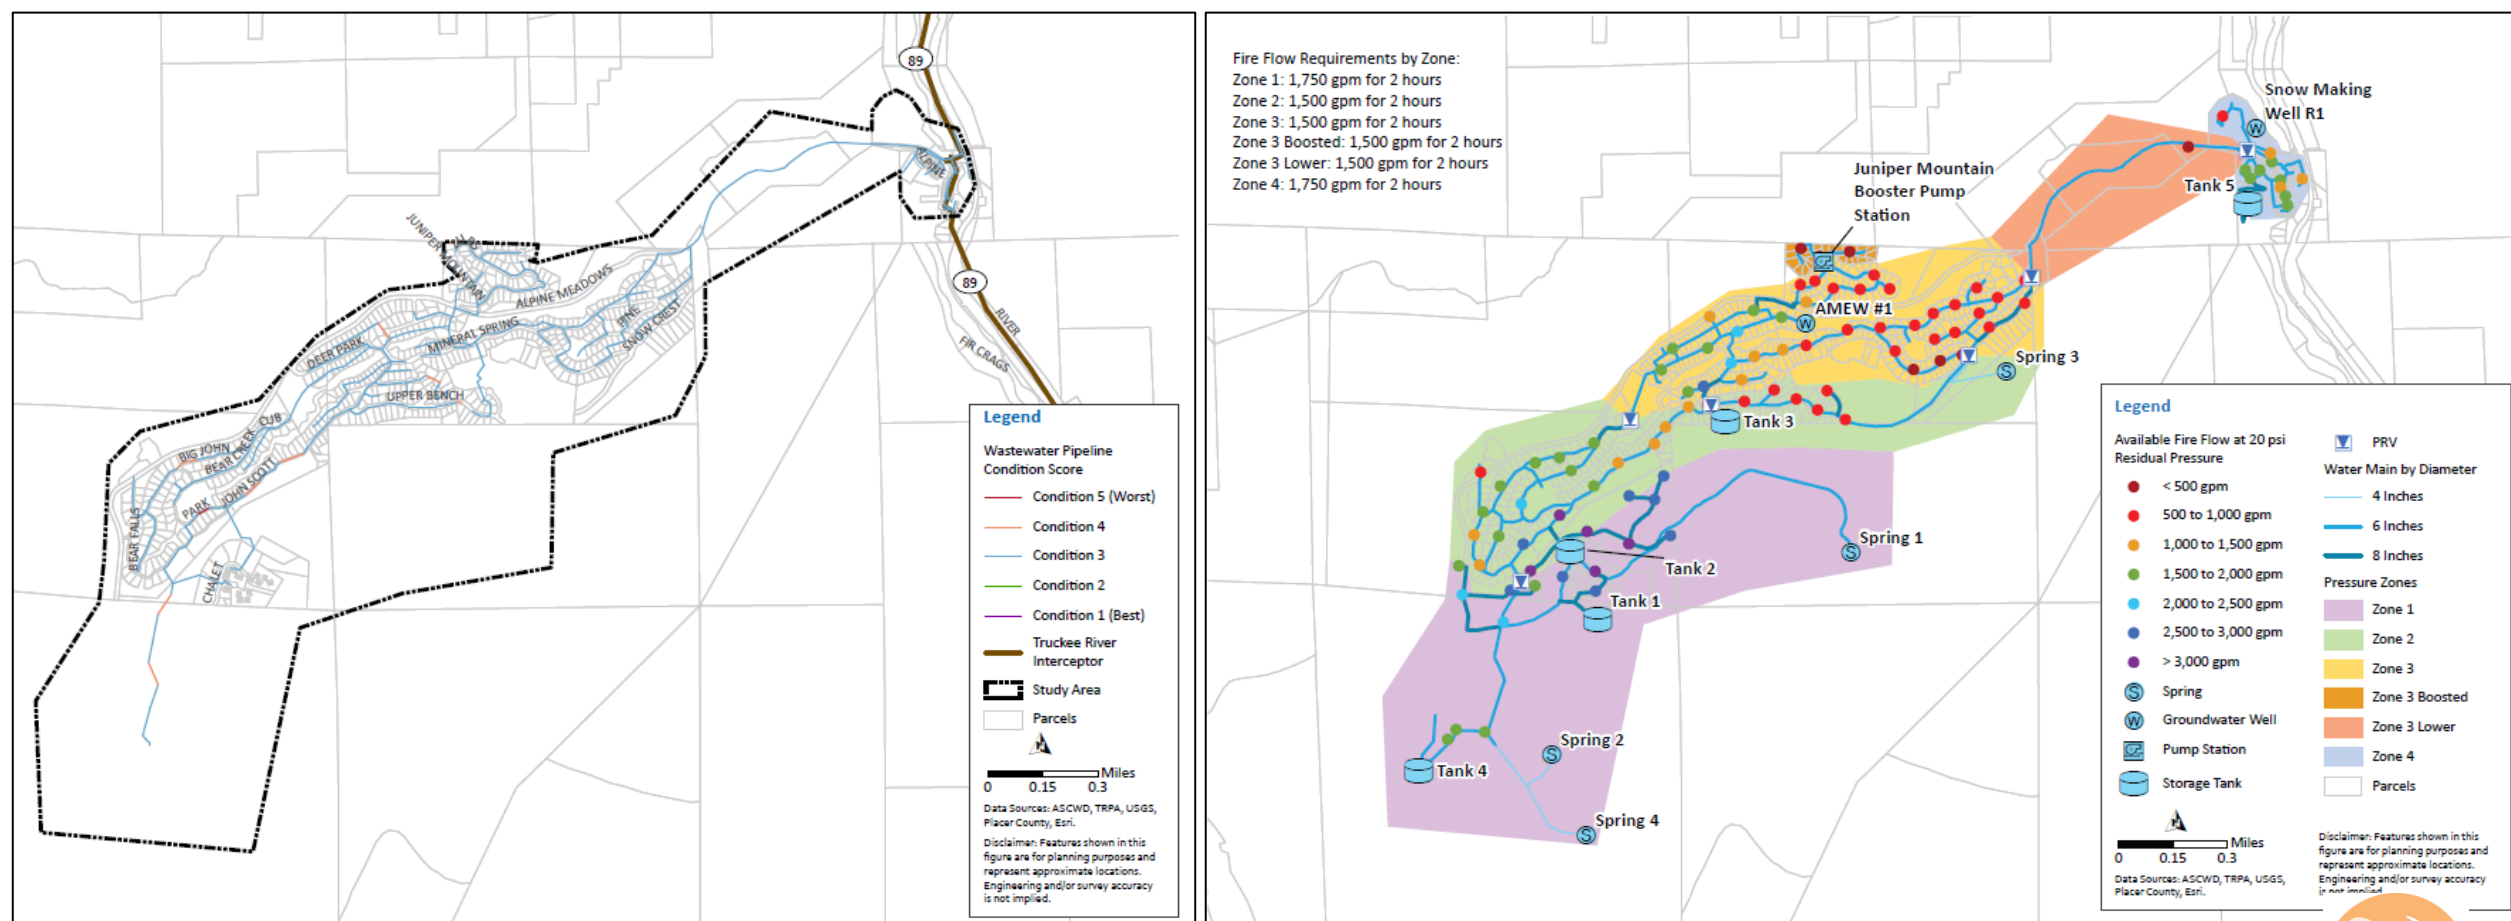 89
ALPINE
JUNIPER MOUNTAIN
ALPINE MEADOWS
89
RIVER
FIR CRAGS
PINE
SNOW CREST
MINERAL SPRING
DEER PARK
UPPER BENCH
CUB
BIG JOHN
BEAR CREEK
JOHN SCOTT
PARK
BEAR FALLS
CHALET
Legend
Wastewater Pipeline
Condition Score
Condition 5 (Worst)
Condition 4
Condition 3
Condition 2
Condition 1 (Best)
Truckee River
Interceptor
Study Area
Parcels
Miles
0 0.15 0.3
Data Sources: ASCWD, TRPA, USGS,
Placer County, Esri.
Disclaimer: Features shown in this
figure are for planning purposes and
represent approximate locations.
Engineering and/or survey accuracy
is not implied.
Fire Flow Requirements by Zone:
Zone 1: 1,750 gpm for 2 hours
Zone 2: 1,500 gpm for 2 hours
Zone 3: 1,500 gpm for 2 hours
Zone 3 Boosted: 1,500 gpm for 2 hours
Zone 3 Lower: 1,500 gpm for 2 hours
Zone 4: 1,750 gpm for 2 hours
Snow Making
Well R1
W
Juniper Mountain
Booster Pump
Station
Tank 5
AMEW #1
W
Spring 3
S
Tank 3
Spring 1
S
Tank 2
Tank 1
Spring 2
S
Tank 4
Spring 4
S
Legend
Available Fire Flow at 20 psi
Residual Pressure
< 500 gpm
500 to 1,000 gpm
1,000 to 1,500 gpm
1,500 to 2,000 gpm
2,000 to 2,500 gpm
2,500 to 3,000 gpm
> 3,000 gpm
S Spring
W Groundwater Well
Pump Station
Storage Tank
Miles
0 0.15 0.3
Data Sources: ASCWD, TRPA, USGS,
Placer County, Esri.
PRV
Water Main by Diameter
4 Inches
6 Inches
8 Inches
Pressure Zones
Zone 1
Zone 2
Zone 3
Zone 3 Boosted
Zone 3 Lower
Zone 4
Parcels
Disclaimer: Features shown in this
figure are for planning purposes and
represent approximate locations.
Engineering and/or survey accuracy
is not implied